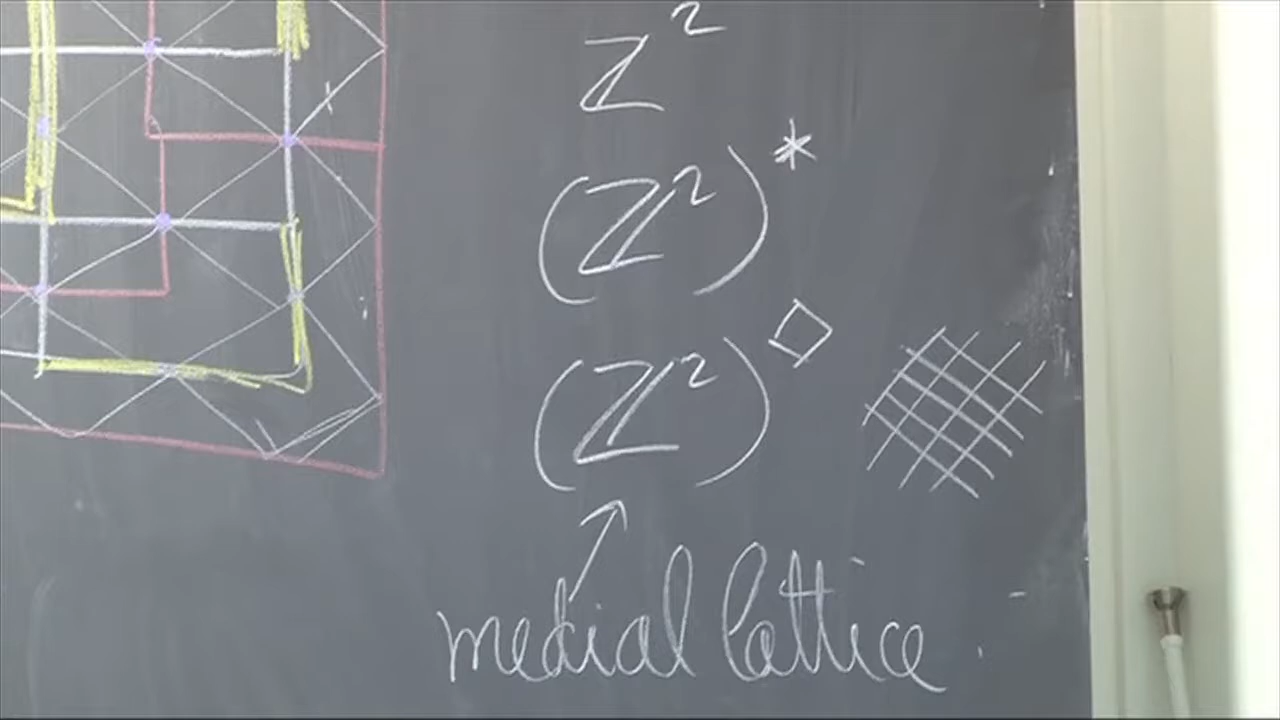 ℤ²
(ℤ²)*
(ℤ²)◇
medial lattice